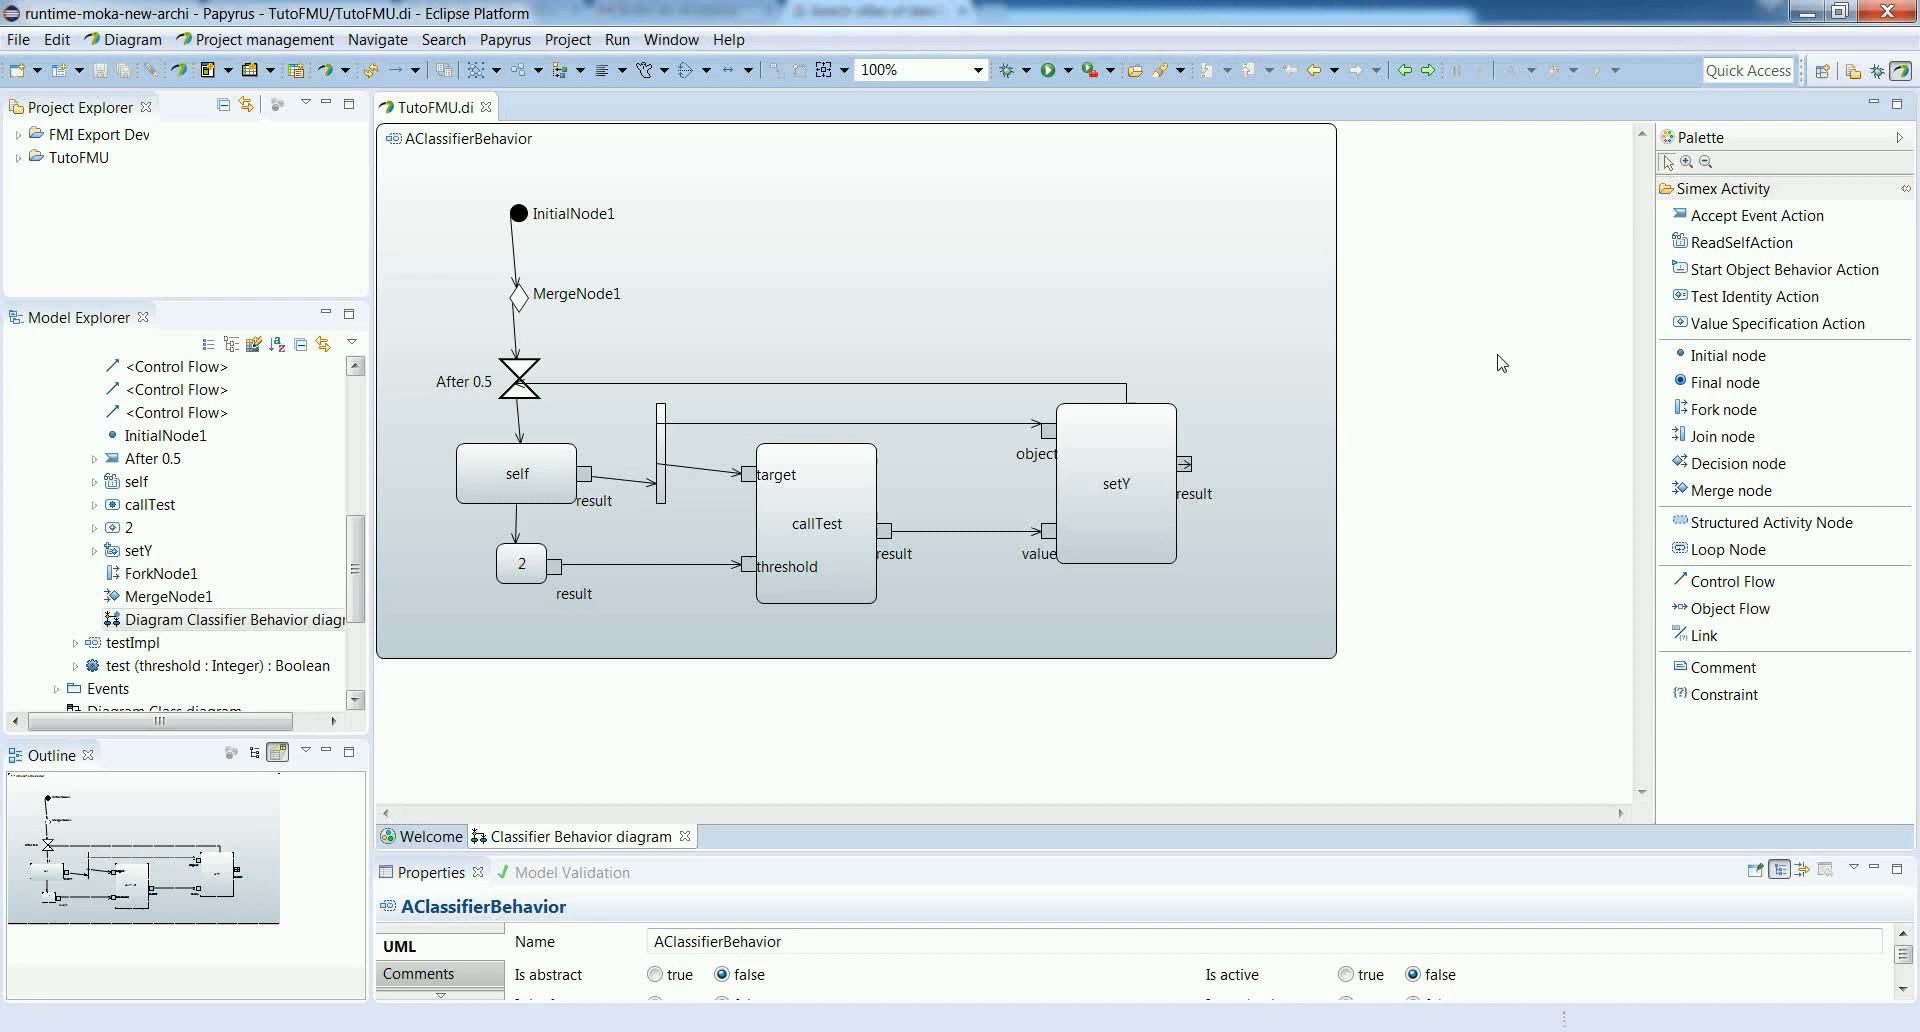 runtime-moka-new-archi - Papyrus - TutoFMU/TutoFMU.di - Eclipse Platform
File Edit Diagram Project management Navigate Search Papyrus Project Run Window Help
100%
Quick Access
Project Explorer
FMI Export Dev
TutoFMU
Model Explorer
<Control Flow>
<Control Flow>
<Control Flow>
InitialNode1
After 0.5
self
callTest
2
setY
ForkNode1
MergeNode1
Diagram Classifier Behavior diagr
testImpl
test (threshold : Integer) : Boolean
Events
Diagram Class diagram
Outline
TutoFMU.di
AClassifierBehavior
InitialNode1
MergeNode1
After 0.5
self
result
2
result
target
callTest
threshold
result
object
setY
value
result
Palette
Simex Activity
Accept Event Action
ReadSelfAction
Start Object Behavior Action
Test Identity Action
Value Specification Action
Initial node
Final node
Fork node
Join node
Decision node
Merge node
Structured Activity Node
Loop Node
Control Flow
Object Flow
Link
Comment
Constraint
Welcome
Classifier Behavior diagram
Properties
Model Validation
AClassifierBehavior
UML
Comments
Name AClassifierBehavior
Is abstract true false
Is active true false